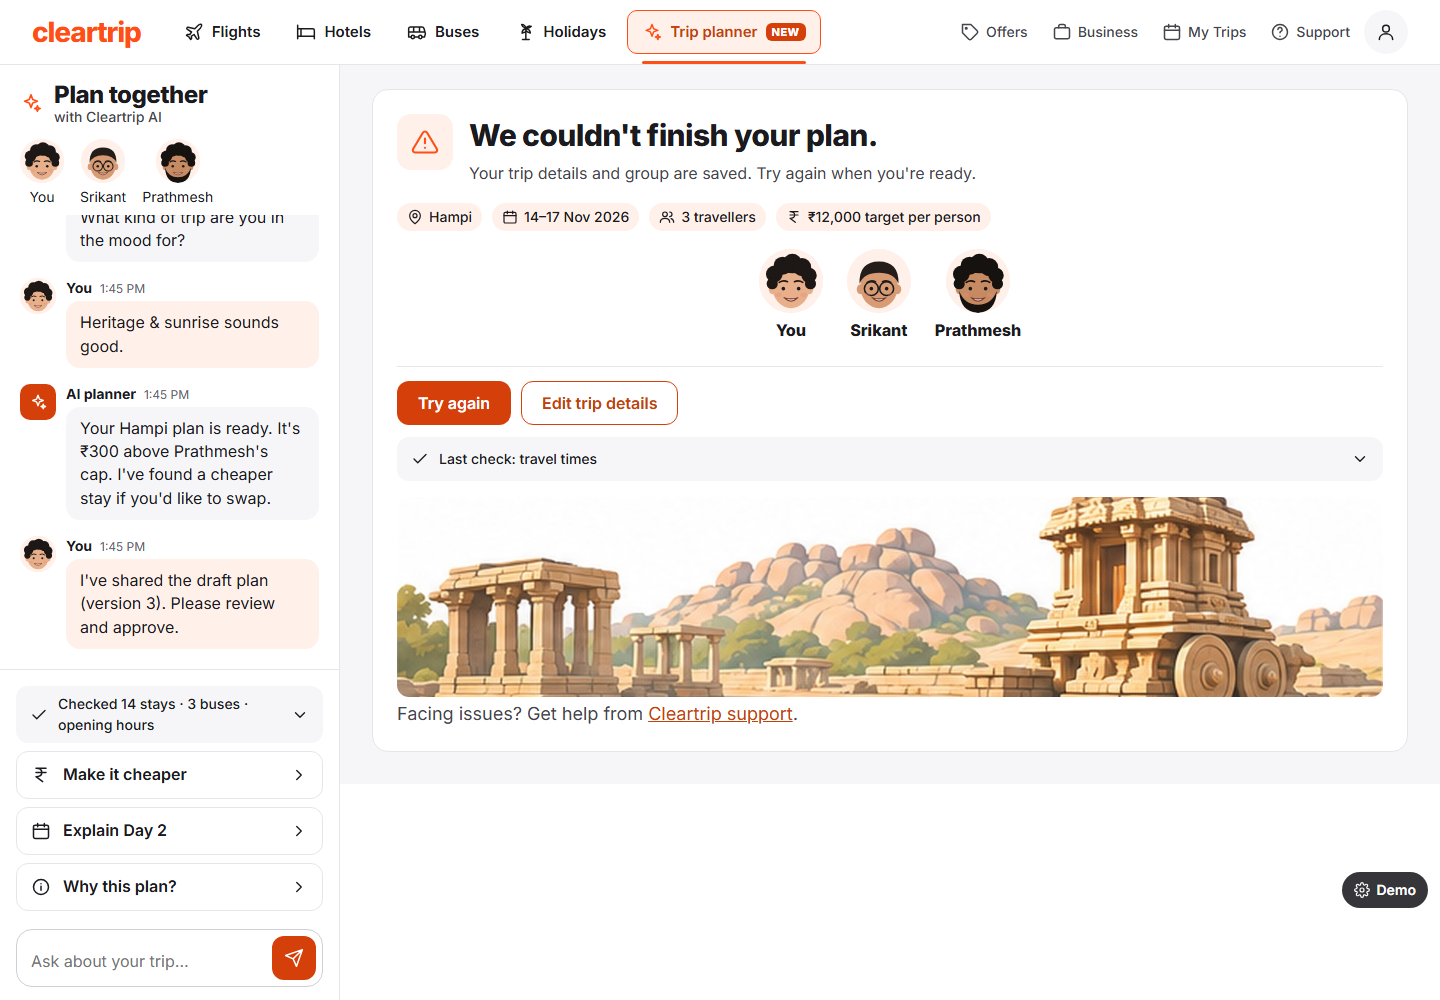 cleartrip
Flights
Hotels
Buses
Holidays
Trip planner NEW
Offers
Business
My Trips
Support
Plan together
with Cleartrip AI
You
Srikant
Prathmesh
What kind of trip are you in
the mood for?
You 1:45 PM
Heritage & sunrise sounds
good.
AI planner 1:45 PM
Your Hampi plan is ready. It's
₹300 above Prathmesh's
cap. I've found a cheaper
stay if you'd like to swap.
You 1:45 PM
I've shared the draft plan
(version 3). Please review
and approve.
Checked 14 stays · 3 buses ·
opening hours
Make it cheaper
Explain Day 2
Why this plan?
Ask about your trip...
We couldn't finish your plan.
Your trip details and group are saved. Try again when you're ready.
Hampi
14–17 Nov 2026
3 travellers
₹ ₹12,000 target per person
You
Srikant
Prathmesh
Try again
Edit trip details
Last check: travel times
Facing issues? Get help from Cleartrip support.
Demo